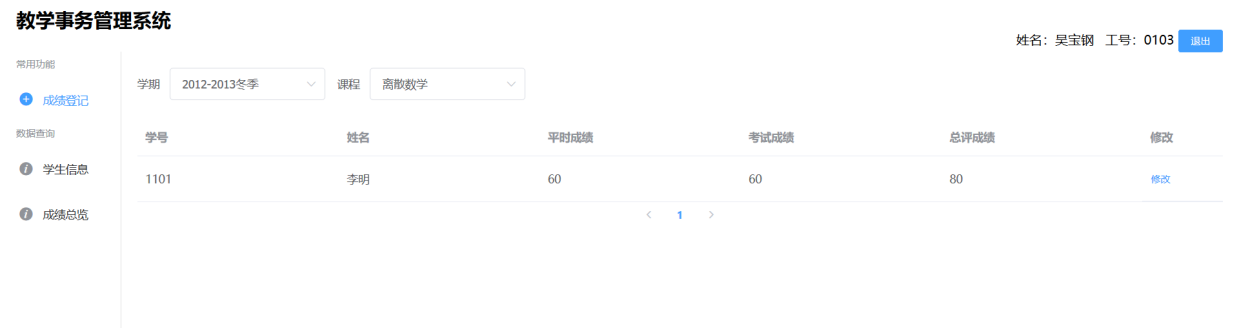 教学事务管理系统
姓名：吴宝钢 工号：0103 退出
常用功能
成绩登记
数据查询
学生信息
成绩总览
学期 2012-2013冬季 课程 离散数学
学号 姓名 平时成绩 考试成绩 总评成绩 修改
1101 李明 60 60 80 修改
< 1 >